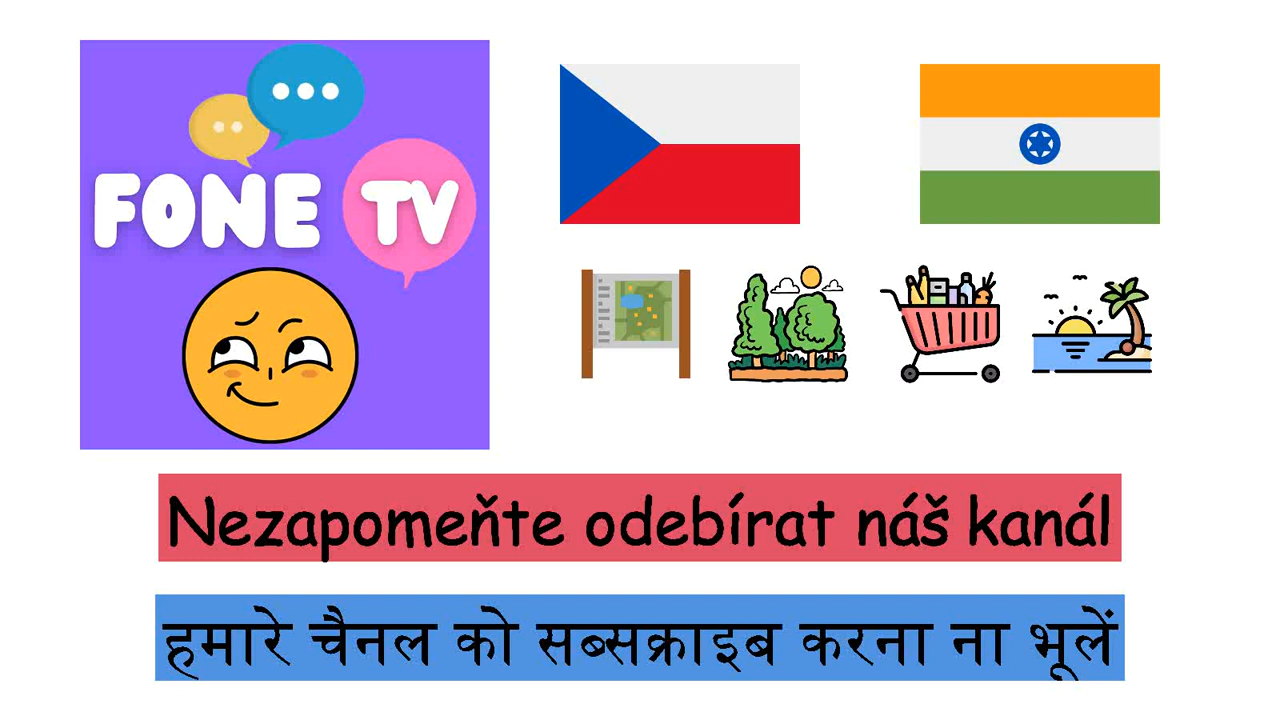 FONE TV
Nezapomeňte odebírat náš kanál
हमारे चैनल को सब्सक्राइब करना ना भूलें